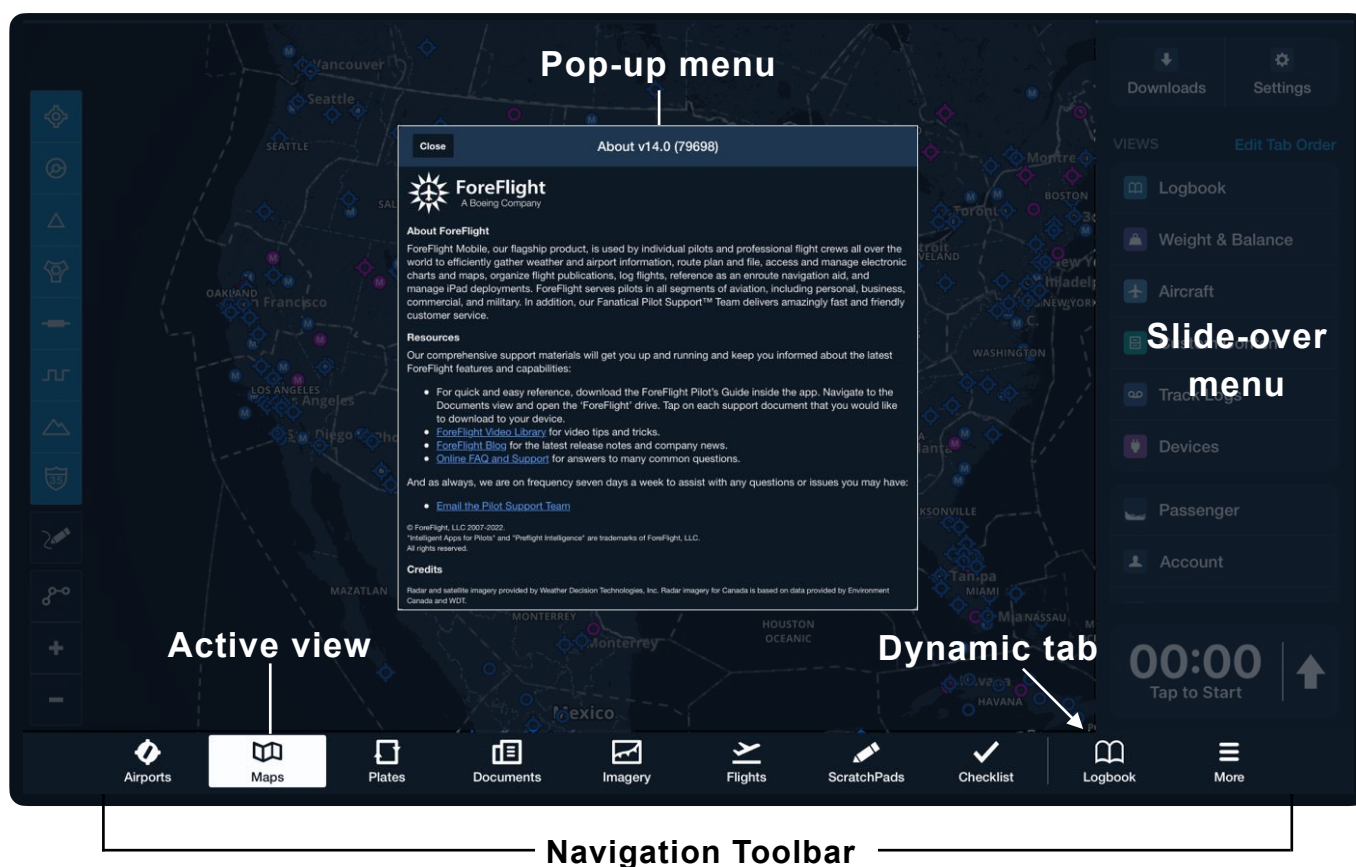 Pop-up menu
Downloads
Settings
Vancouver
Seattle
SEATTLE
VIEWS
Edit Tab Order
Close
About v14.0 (79698)
ForeFlight
A Boeing Company
Logbook
BOSTON
About ForeFlight
ForeFlight Mobile, our flagship product, is used by individual pilots and professional flight crews all over the
world to efficiently gather weather and airport information, route plan and file, access and manage electronic
charts and maps, organize flight publications, log flights, reference as an enroute navigation aid, and
manage iPad deployments. ForeFlight serves pilots in all segments of aviation, including personal, business,
commercial, and military. In addition, our Fanatical Pilot Support™ Team delivers amazingly fast and friendly
customer service.
Weight & Balance
OAKLAND
Francisco
Aircraft
Slide-over
menu
Resources
Our comprehensive support materials will get you up and running and keep you informed about the latest
ForeFlight features and capabilities:
WASHINGTON
• For quick and easy reference, download the ForeFlight Pilot's Guide inside the app. Navigate to the
Documents view and open the 'ForeFlight' drive. Tap on each support document that you would like
to download to your device.
• ForeFlight Video Library for video tips and tricks.
• ForeFlight Blog for the latest release notes and company news.
• Online FAQ and Support for answers to many common questions.
LOS ANGELES
Angeles
Track Logs
Devices
And as always, we are on frequency seven days a week to assist with any questions or issues you may have:
• Email the Pilot Support Team
© ForeFlight, LLC 2007-2022.
"Intelligent Apps for Pilots" and "Preflight Intelligence" are trademarks of ForeFlight, LLC.
All rights reserved.
35
Passenger
Account
Credits
Radar and satellite imagery provided by Weather Decision Technologies, Inc. Radar imagery for Canada is based on data provided by Environment
Canada and WDT.
MAZATLAN
Tampa
MIAMI
NASSAU
MONTERREY
Monterrey
HOUSTON
OCEANIC
Active view
Dynamic tab
00:00
Tap to Start
HAVANA
Mexico
Airports
Maps
Plates
Documents
Imagery
Flights
ScratchPads
Checklist
Logbook
More
Navigation Toolbar